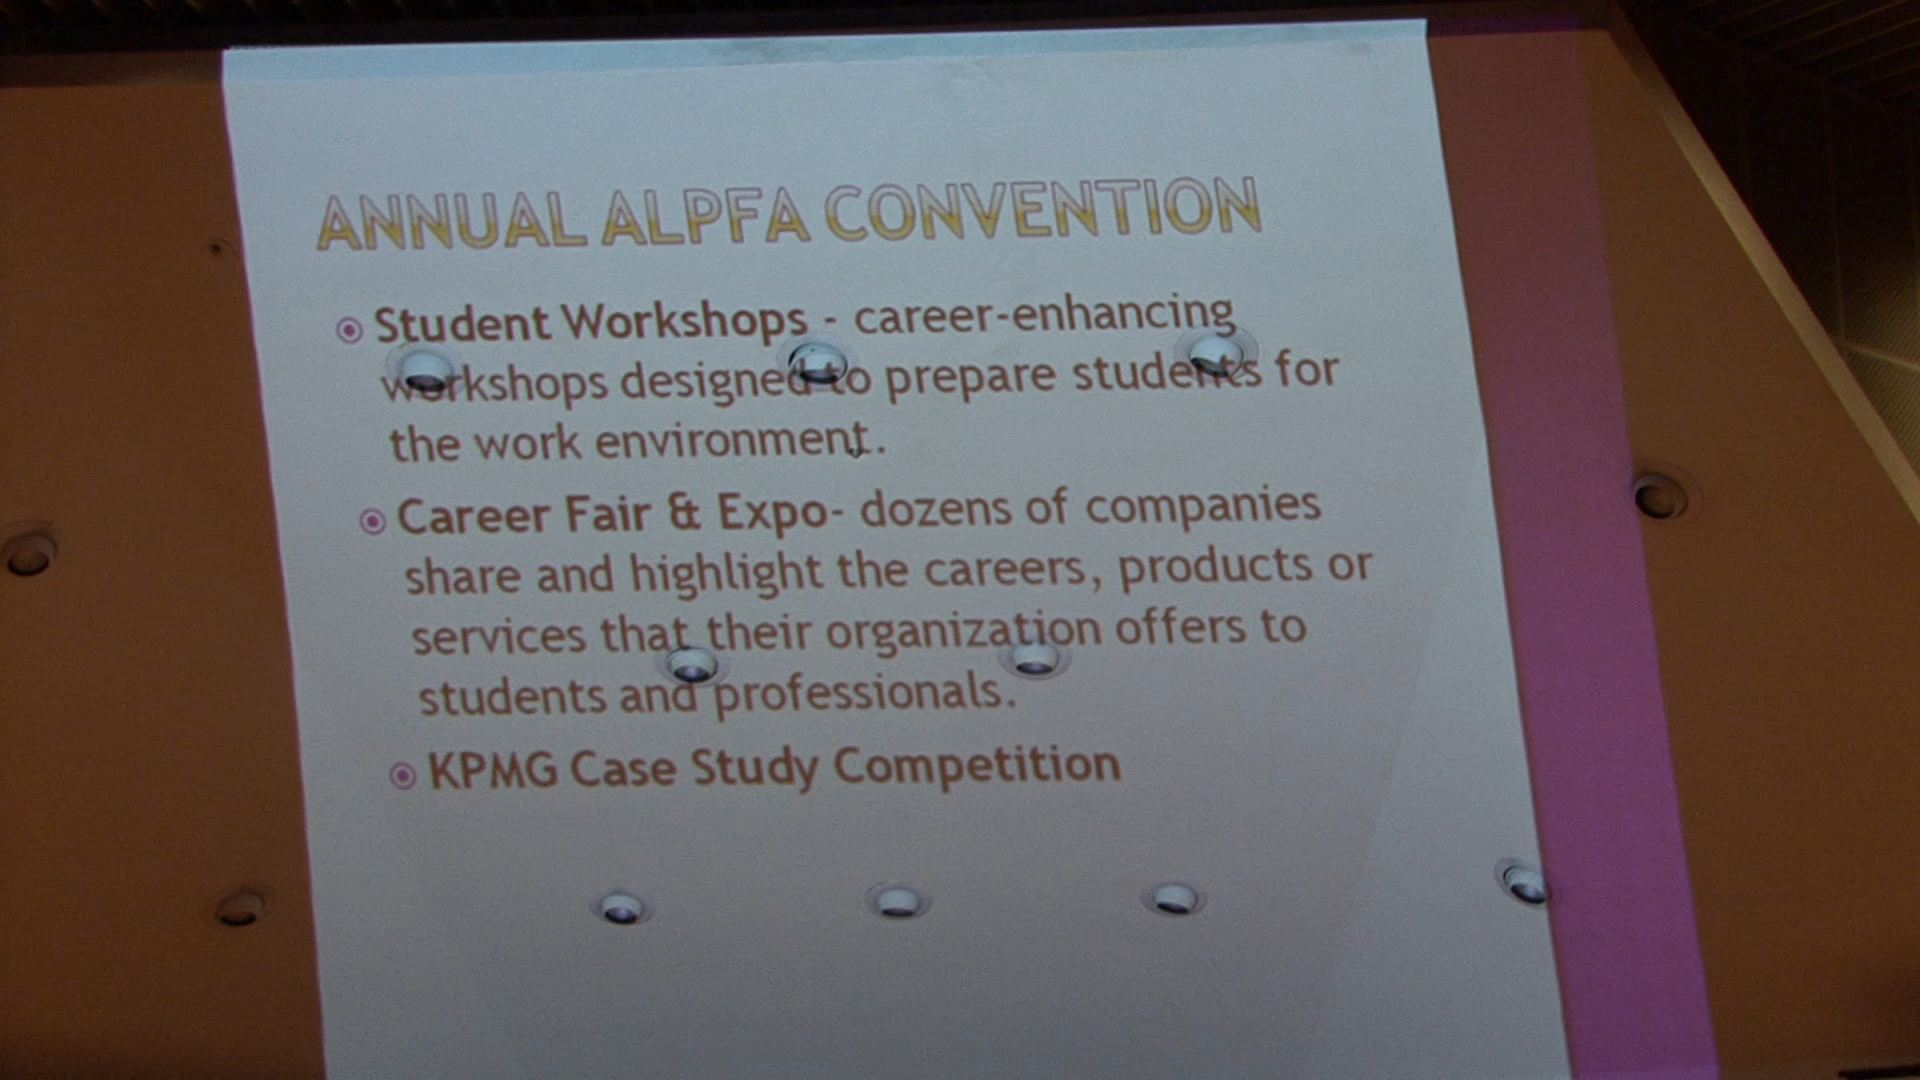 ANNUAL ALPFA CONVENTION
Student Workshops - career-enhancing
workshops designed to prepare students for
the work environment.
Career Fair & Expo- dozens of companies
share and highlight the careers, products or
services that their organization offers to
students and professionals.
KPMG Case Study Competition